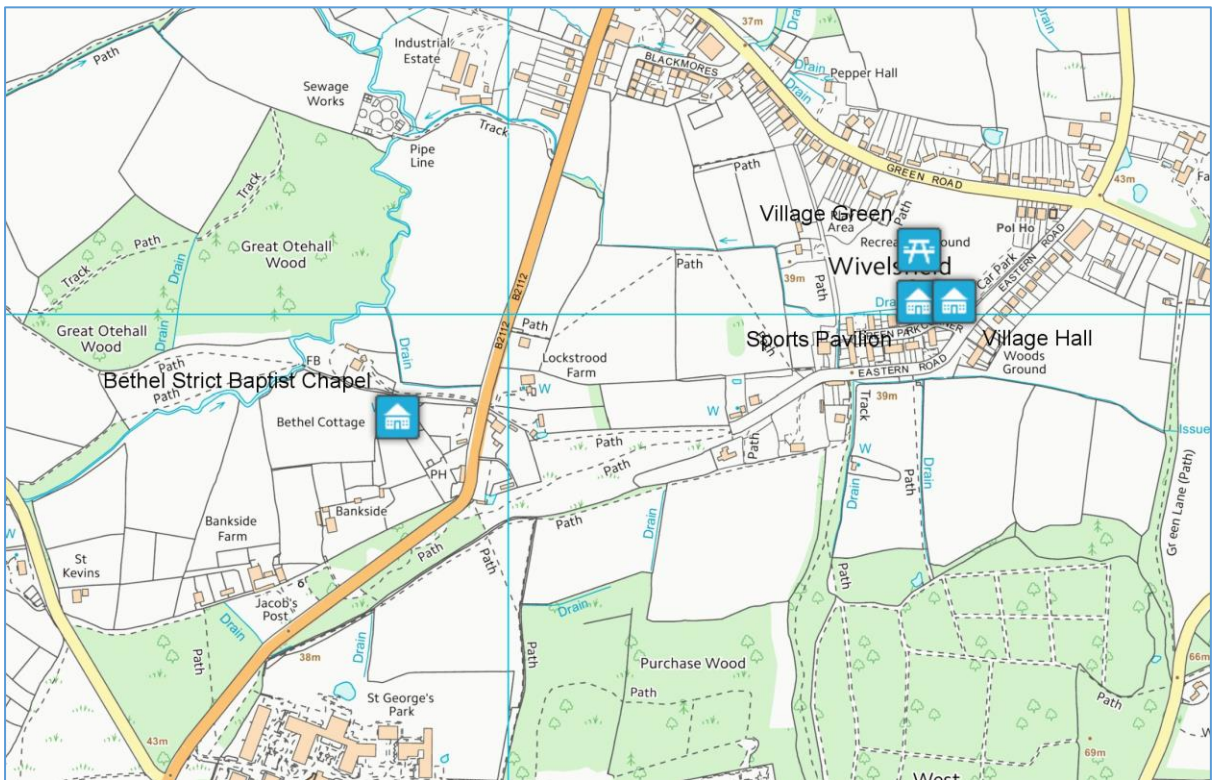 Path
Industrial
Estate
Sewage
Works
Pipe
Line
Track
BLACKMORES
37m
Drain
Drain
Pepper Hall
Drain
Drain
Path
GREEN ROAD
43m
Track
Path
Great Otehall
Wood
Track
Drain
Village Green
Play
Area
Path
Pol Ho
Car Park
EASTERN ROAD
39m
Path
Path
B2112
Great Otehall
Wood
Path
Path
FB
Drain
B2112
Path
Lockstrood
Farm
W
Sports Pavilion
Path
Village Hall
EASTERN ROAD
Woods
Ground
Bethel Strict Baptist Chapel
Bethel Cottage
PH
Path
Path
Path
W
39m
Track
W
Drain
Path
Drain
Issue
Green Lane (Path)
Bankside
Farm
Bankside
Path
Path
Drain
W
St
Kevins
Jacob's
Post
Drain
Path
38m
Drain
Path
Drain
Purchase Wood
Path
Path
66m
Path
St George's
Park
43m
69m
West